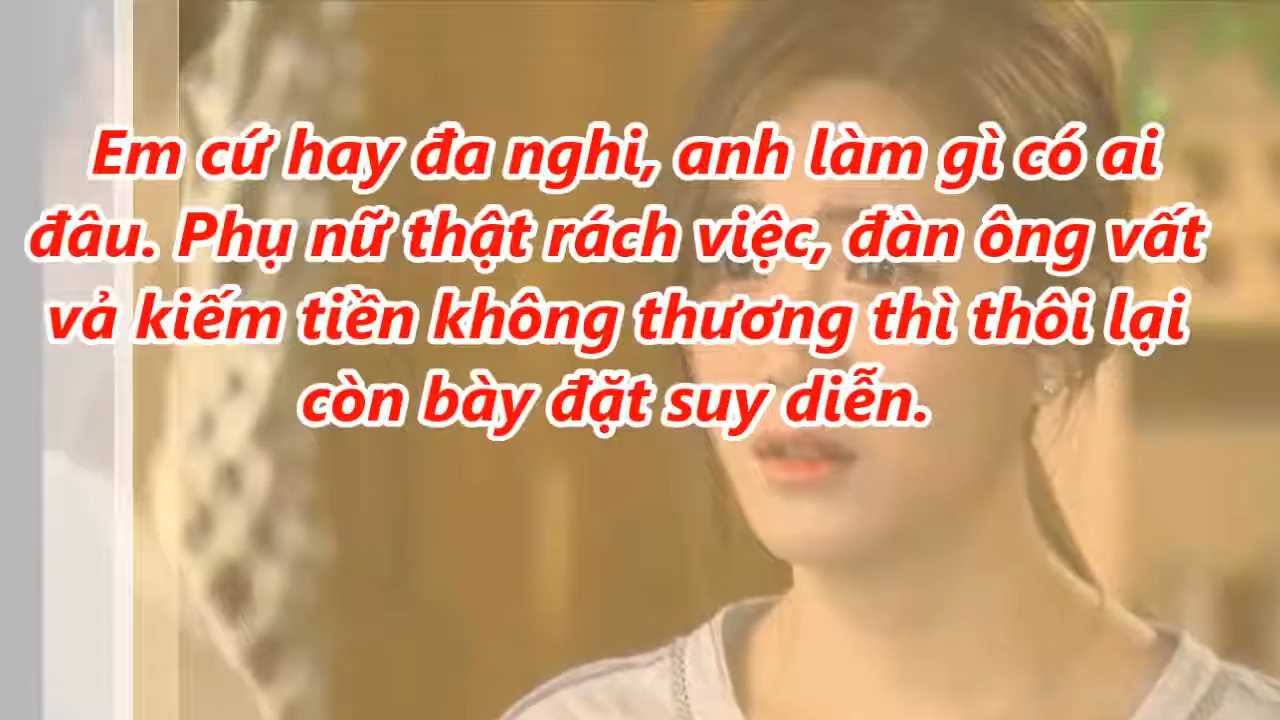 Em cứ hay đa nghi, anh làm gì có ai
đâu. Phụ nữ thật rách việc, đàn ông vất
vả kiếm tiền không thương thì thôi lại
còn bày đặt suy diễn.